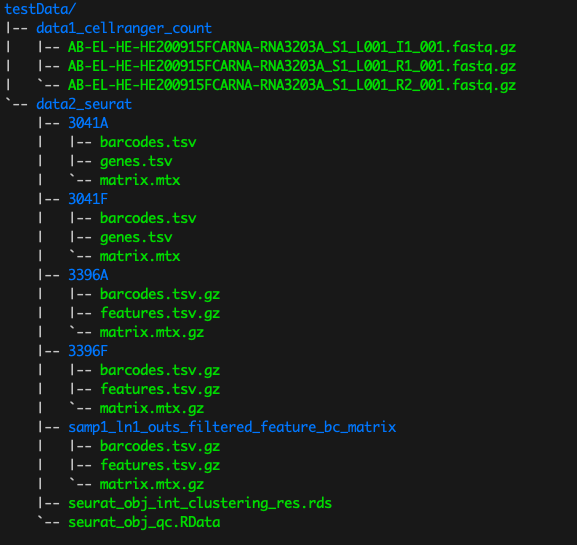 testData/
|-- data1_cellranger_count
|   |-- AB-EL-HE-HE200915FCARNA-RNA3203A_S1_L001_I1_001.fastq.gz
|   |-- AB-EL-HE-HE200915FCARNA-RNA3203A_S1_L001_R1_001.fastq.gz
|   `-- AB-EL-HE-HE200915FCARNA-RNA3203A_S1_L001_R2_001.fastq.gz
`-- data2_seurat
    |-- 3041A
    |   |-- barcodes.tsv
    |   |-- genes.tsv
    |   `-- matrix.mtx
    |-- 3041F
    |   |-- barcodes.tsv
    |   |-- genes.tsv
    |   `-- matrix.mtx
    |-- 3396A
    |   |-- barcodes.tsv.gz
    |   |-- features.tsv.gz
    |   `-- matrix.mtx.gz
    |-- 3396F
    |   |-- barcodes.tsv.gz
    |   |-- features.tsv.gz
    |   `-- matrix.mtx.gz
    |-- samp1_ln1_outs_filtered_feature_bc_matrix
    |   |-- barcodes.tsv.gz
    |   |-- features.tsv.gz
    |   `-- matrix.mtx.gz
    |-- seurat_obj_int_clustering_res.rds
    `-- seurat_obj_qc.RData